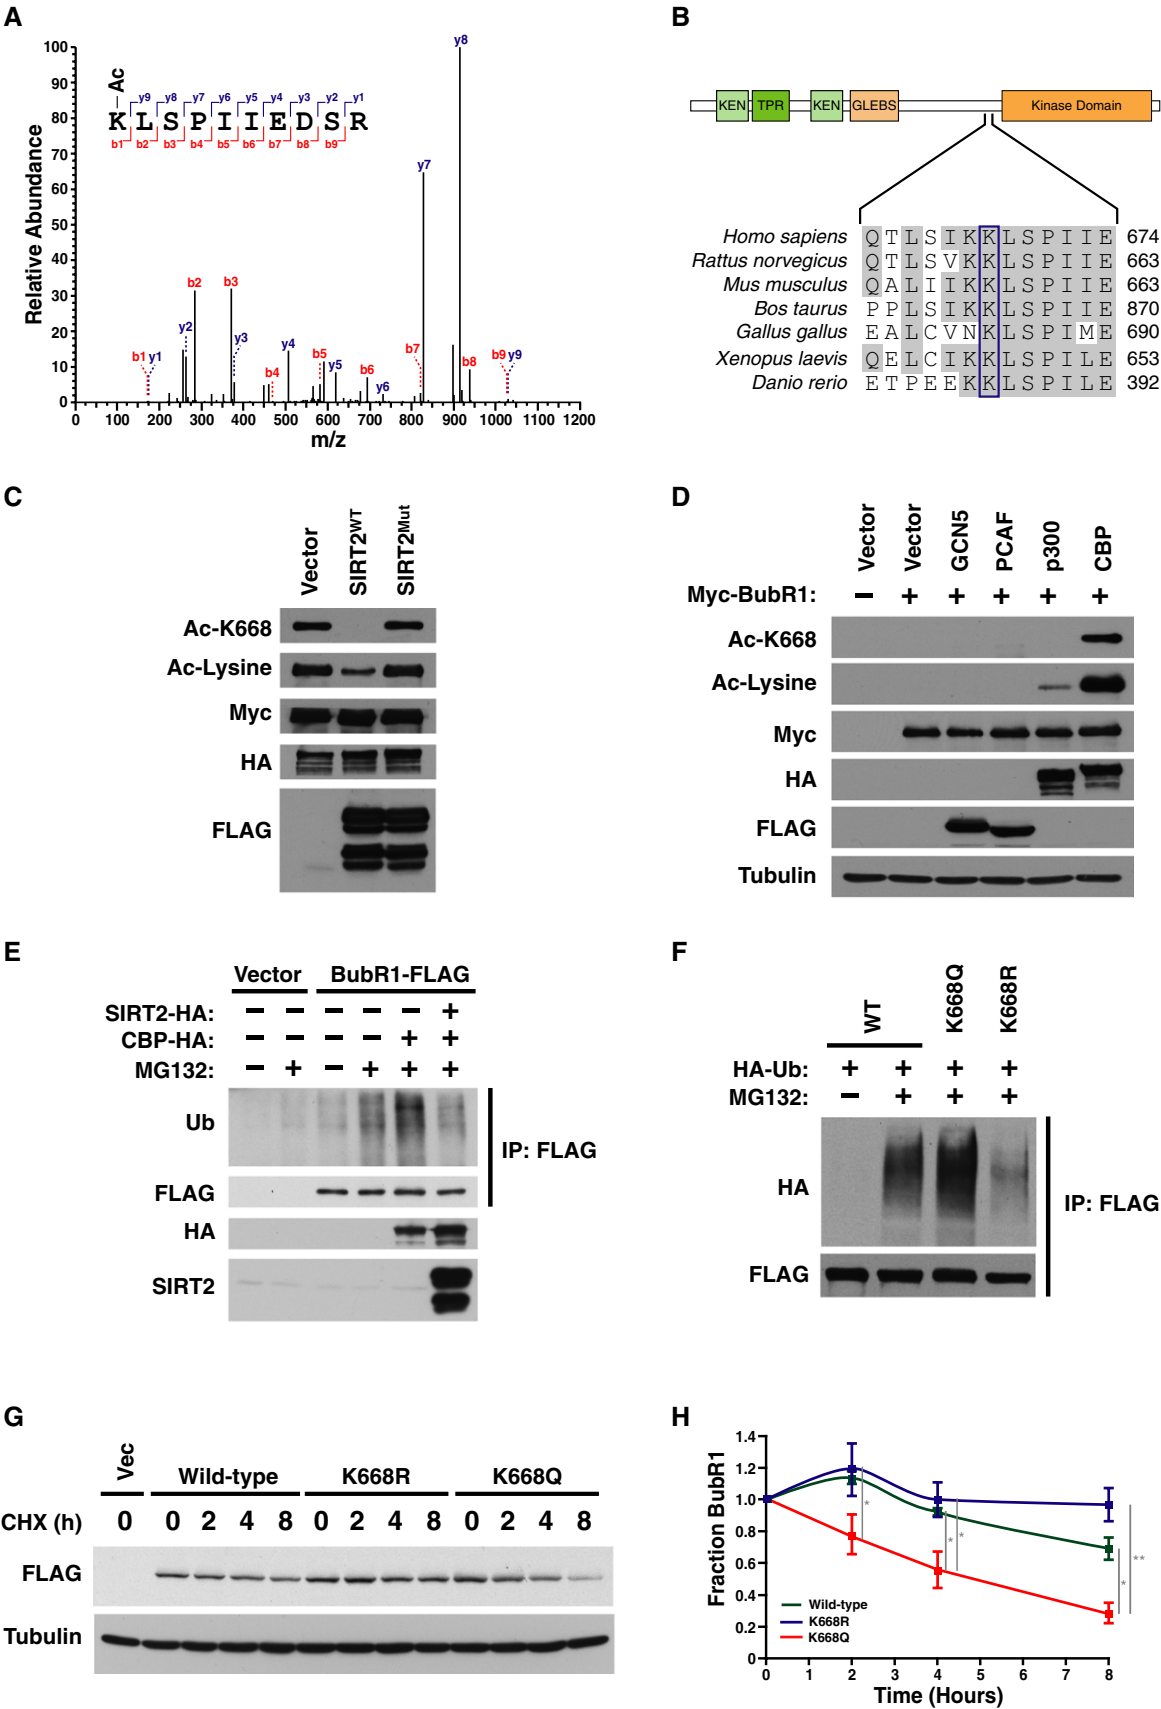 A
Relative Abundance
100
90
80
70
60
50
40
30
20
10
0
0 100 200 300 400 500 600 700 800 900 1000 1100 1200
m/z
Ac
y9 y8 y7 y6 y5 y4 y3 y2 y1
K L S P I I E D S R
b1 b2 b3 b4 b5 b6 b7 b8 b9
b1 y1 y2 b2 b3 y3 b4 y4 b5 y5 b6 y6 b7 y7 y8 b8 b9 y9
B
KEN TPR KEN GLEBS Kinase Domain
Homo sapiens QTLSIKKLSPIIE 674
Rattus norvegicus QTLSVKKLSPIIE 663
Mus musculus QALIIKKLSPIIE 663
Bos taurus PPLSIKKLSPIIE 870
Gallus gallus EALCVNKLSPIME 690
Xenopus laevis QELCIKKLSPILE 653
Danio rerio ETPEEKKLSPILE 392
C
Vector SIRT2WT SIRT2Mut
Ac-K668
Ac-Lysine
Myc
HA
FLAG
D
Vector Vector GCN5 PCAF p300 CBP
Myc-BubR1: − + + + + +
Ac-K668
Ac-Lysine
Myc
HA
FLAG
Tubulin
E
Vector BubR1-FLAG
SIRT2-HA: − − − − − +
CBP-HA: − − − − + +
MG132: − + − + + +
Ub
IP: FLAG
FLAG
HA
SIRT2
F
WT K668Q K668R
HA-Ub: + + + +
MG132: − + + +
HA
IP: FLAG
FLAG
G
Vec Wild-type K668R K668Q
CHX (h) 0 0 2 4 8 0 2 4 8 0 2 4 8
FLAG
Tubulin
H
Fraction BubR1
1.4
1.2
1.0
0.8
0.6
0.4
0.2
0
* * * * **
Wild-type
K668R
K668Q
0 1 2 3 4 5 6 7 8
Time (Hours)